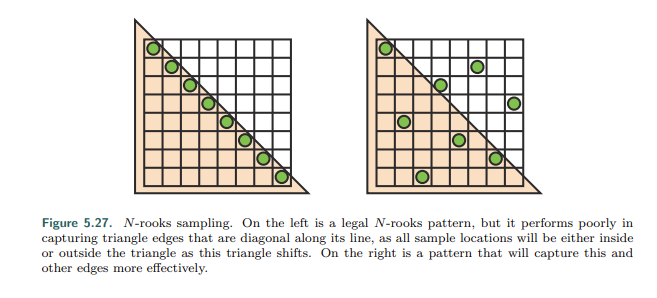 Figure 5.27. N-rooks sampling. On the left is a legal N-rooks pattern, but it performs poorly in
capturing triangle edges that are diagonal along its line, as all sample locations will be either inside
or outside the triangle as this triangle shifts. On the right is a pattern that will capture this and
other edges more effectively.